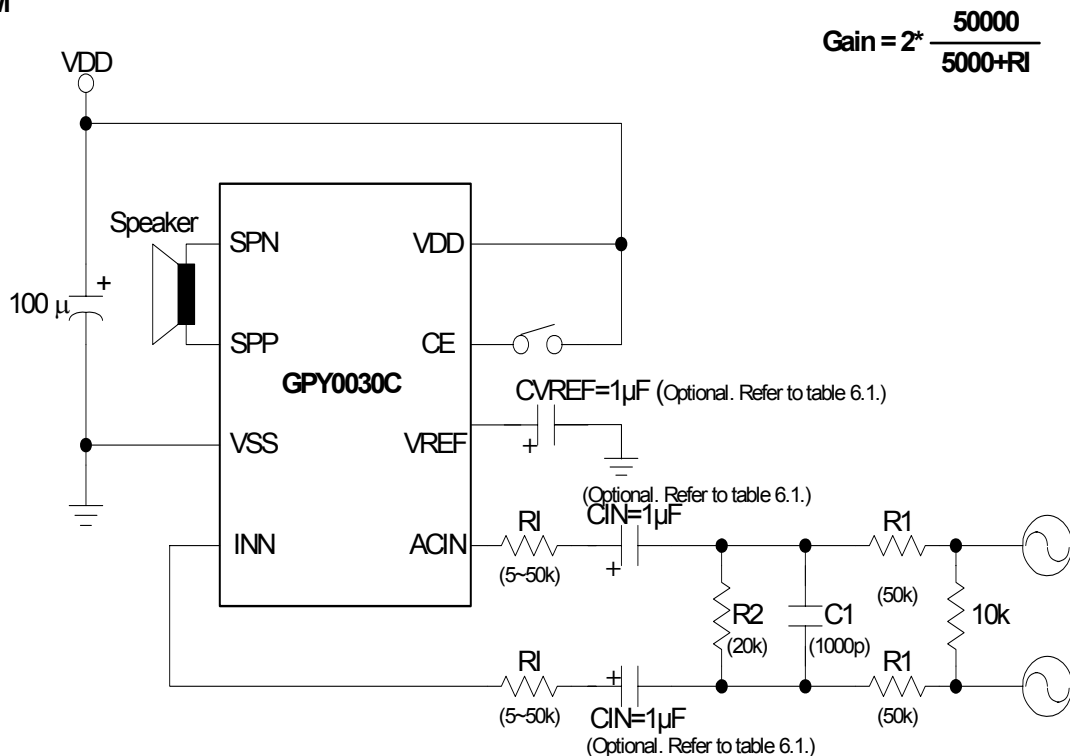 Gain = 2* 50000
5000+RI
VDD
Speaker
SPN
VDD
100 μ
+
SPP
CE
GPY0030C
CVREF=1μF (Optional. Refer to table 6.1.)
VSS
VREF
+
(Optional. Refer to table 6.1.)
CIN=1μF
INN
ACIN
RI
R1
(5~50k)
+
(50k)
R2
C1
10k
(20k)
(1000p)
RI
+
R1
(5~50k)
CIN=1μF
(50k)
(Optional. Refer to table 6.1.)